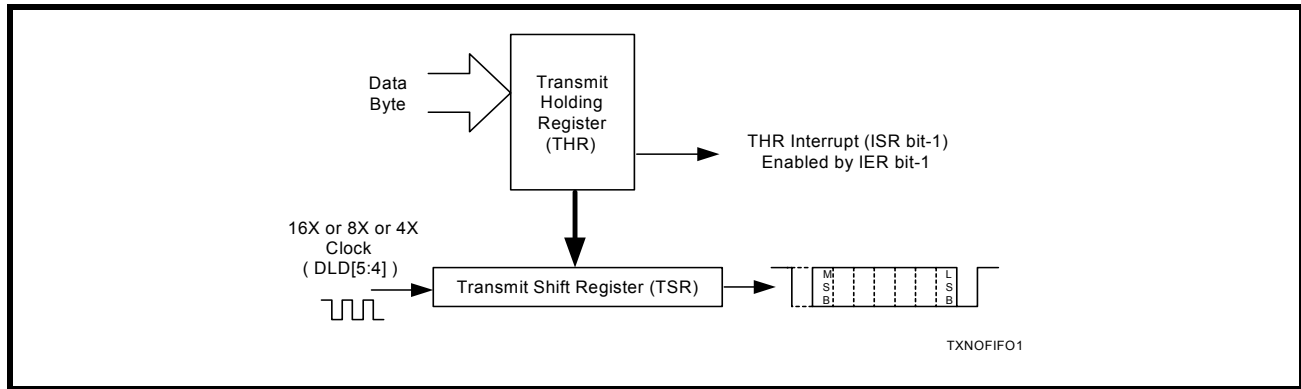 Data
Byte
Transmit
Holding
Register
(THR)
THR Interrupt (ISR bit-1)
Enabled by IER bit-1
16X or 8X or 4X
Clock
( DLD[5:4] )
Transmit Shift Register (TSR)
M
S
B
L
S
B
TXNOFIFO1